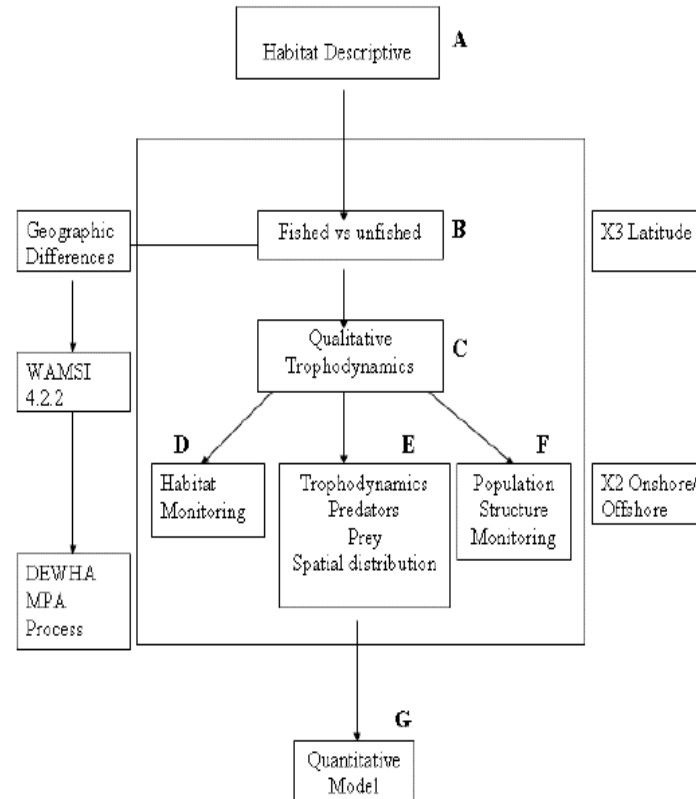 Habitat Descriptive
A
Geographic
Differences
Fished vs unfished
B
X3 Latitude
Qualitative
Trophodynamics
C
WAMSI
4.2.2
D
E
F
Habitat
Monitoring
Trophodynamics
Predators
Prey
Spatial distribution
Population
Structure
Monitoring
X2 Onshore/
Offshore
DEWHA
MPA
Process
G
Quantitative
Model